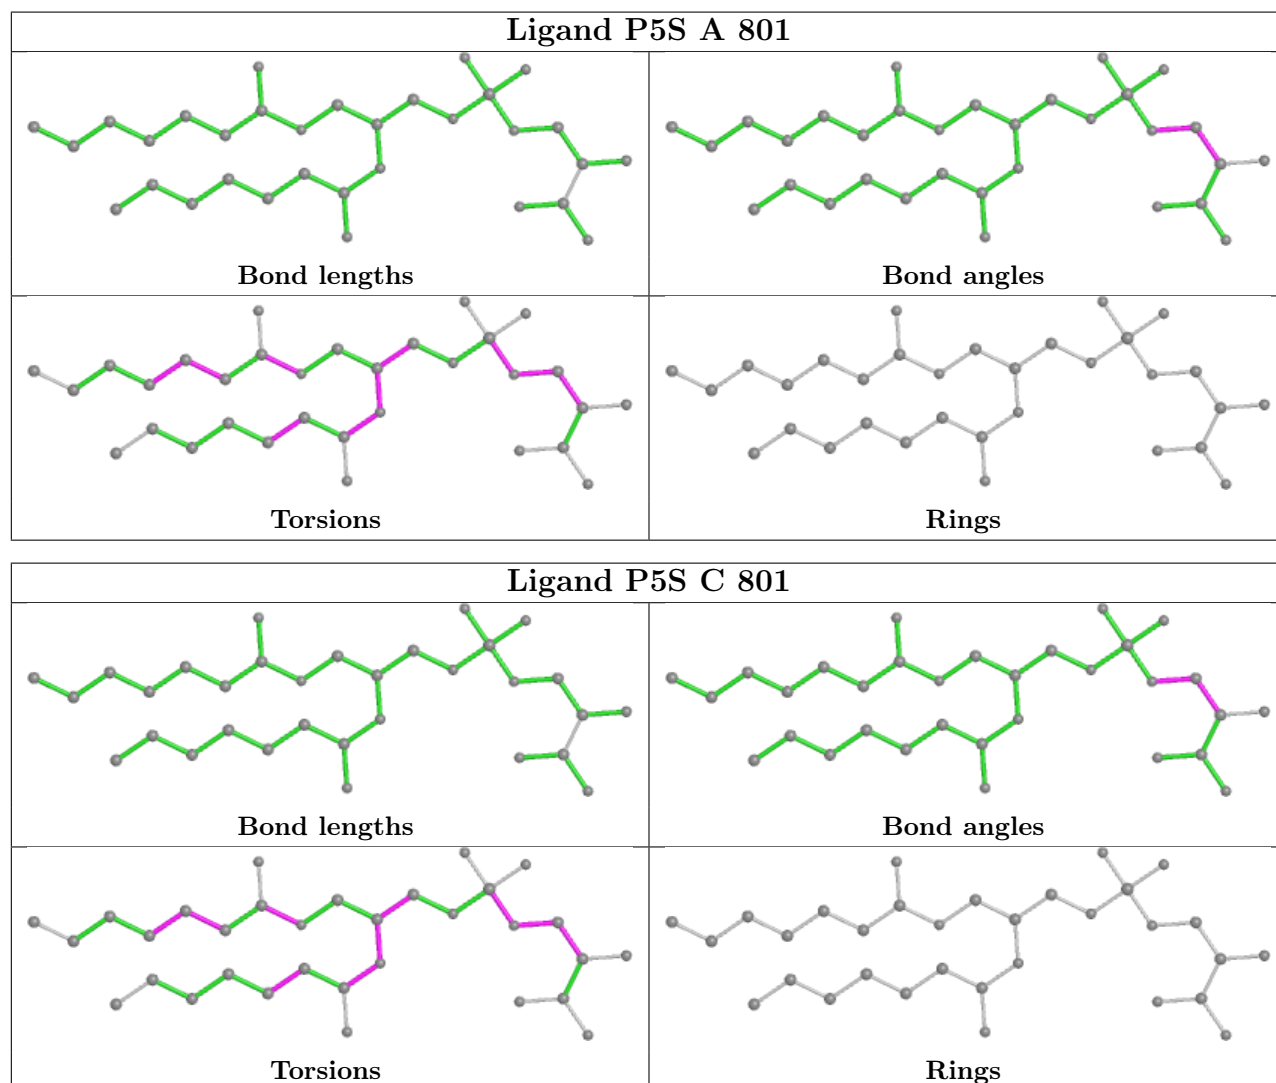 Ligand P5S A 801
Bond lengths
Bond angles
Torsions
Rings
Ligand P5S C 801
Bond lengths
Bond angles
Torsions
Rings